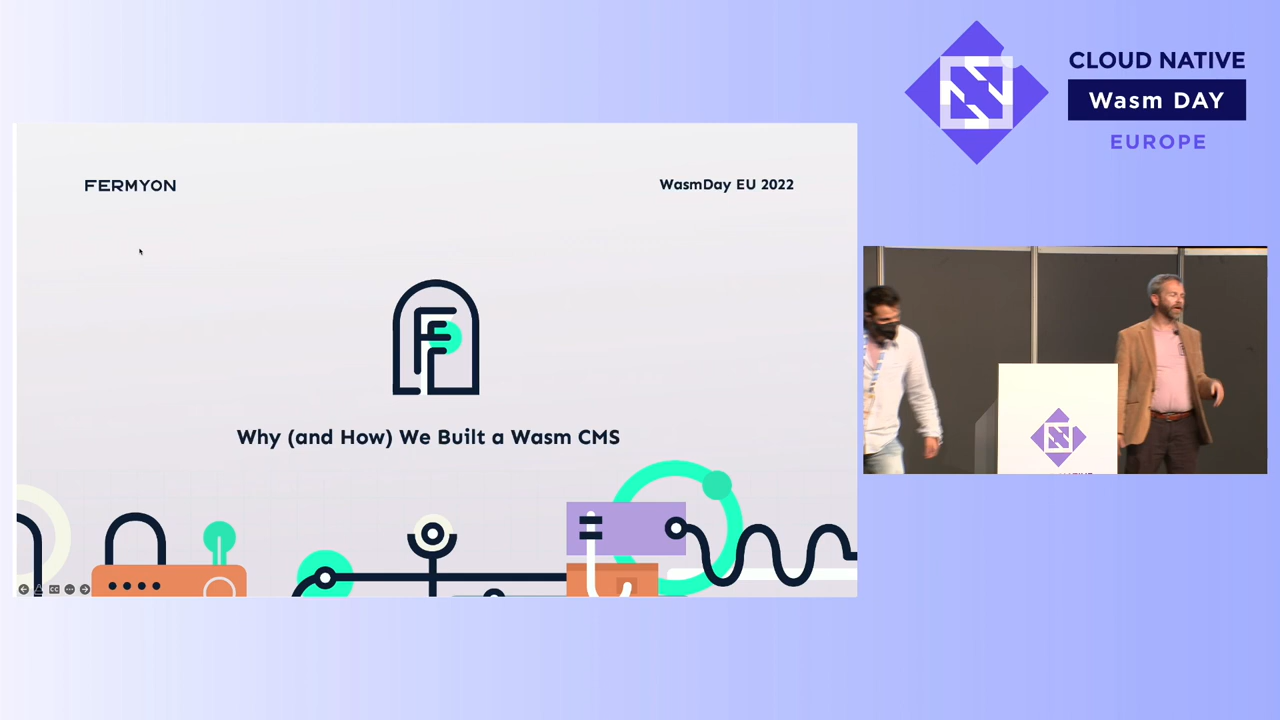 CLOUD NATIVE
Wasm DAY
EUROPE
FERMYON
WasmDay EU 2022
Why (and How) We Built a Wasm CMS